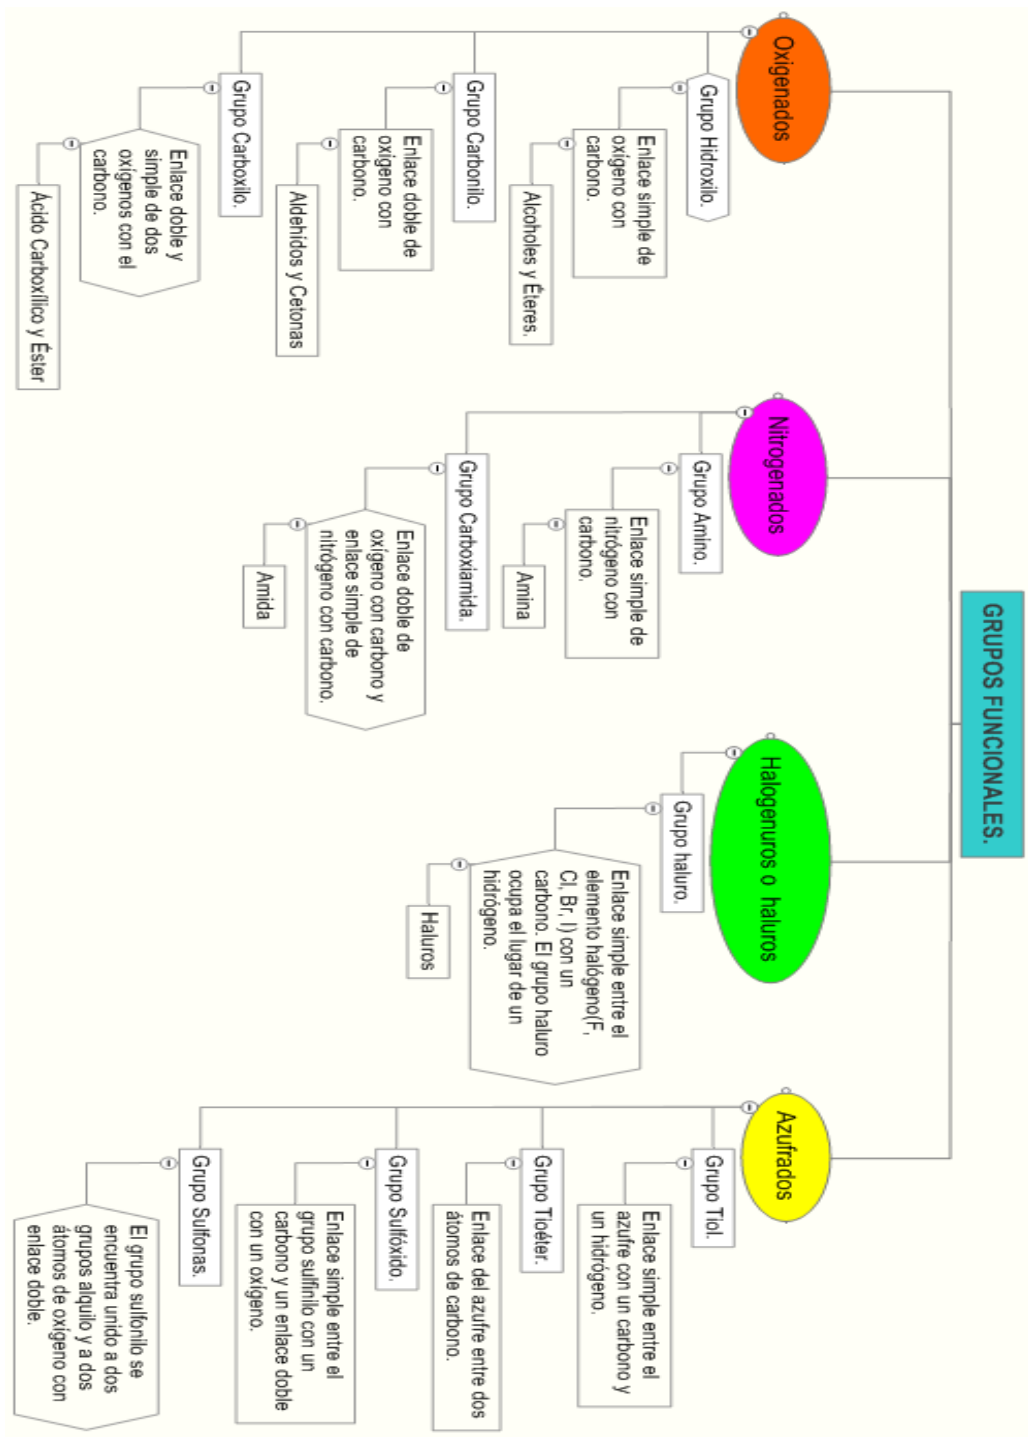 GRUPOS FUNCIONALES.
Oxigenados
Grupo Hidroxilo.
Enlace simple de
oxígeno con
carbono.
Alcoholes y Éteres.
Grupo Carbonilo.
Enlace doble de
oxígeno con
carbono.
Aldehídos y Cetonas
Grupo Carboxilo.
Enlace doble y
simple de dos
oxígenos con el
carbono.
Ácido Carboxílico y Éster
Nitrogenados
Grupo Amino.
Enlace simple de
nitrógeno con
carbono.
Amina
Grupo Carboxiamida.
Enlace doble de
oxígeno con carbono y
enlace simple de
nitrógeno con carbono,
Amida
Halogenuros o haluros
Grupo haluro.
Enlace simple entre el
elemento halógeno(F,
Cl, Br, I) con un
carbono. El grupo haluro
ocupa el lugar de un
hidrógeno.
Haluros
Azufrados
Grupo Tiol.
Enlace simple entre el
azufre con un carbono y
un hidrógeno.
Grupo Tioéter.
Enlace del azufre entre dos
átomos de carbono.
Grupo Sulfóxido.
Enlace simple entre el
grupo sulfinilo con un
carbono y un enlace doble
con un oxígeno.
Grupo Sulfonas.
El grupo sulfonilo se
encuentra unido a dos
grupos alquilo y a dos
átomos de oxígeno con
enlace doble.